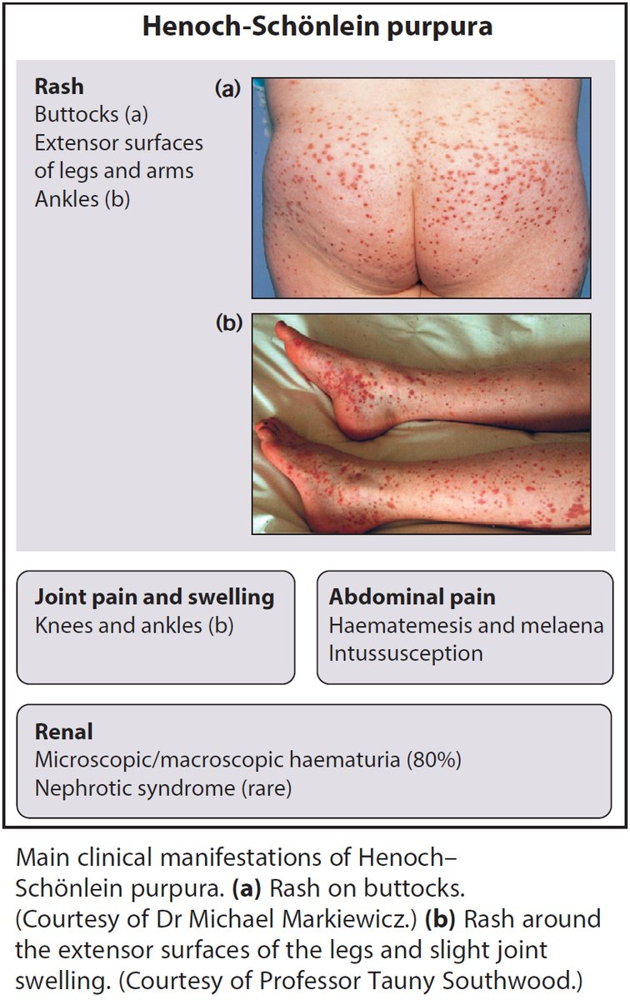 Henoch-Schönlein purpura
Rash
Buttocks (a)
Extensor surfaces
of legs and arms
Ankles (b)
(a)
(b)
Joint pain and swelling
Knees and ankles (b)
Abdominal pain
Haematemesis and melaena
Intussusception
Renal
Microscopic/macroscopic haematuria (80%)
Nephrotic syndrome (rare)
Main clinical manifestations of Henoch–
Schönlein purpura. (a) Rash on buttocks.
(Courtesy of Dr Michael Markiewicz.) (b) Rash around
the extensor surfaces of the legs and slight joint
swelling. (Courtesy of Professor Tauny Southwood.)